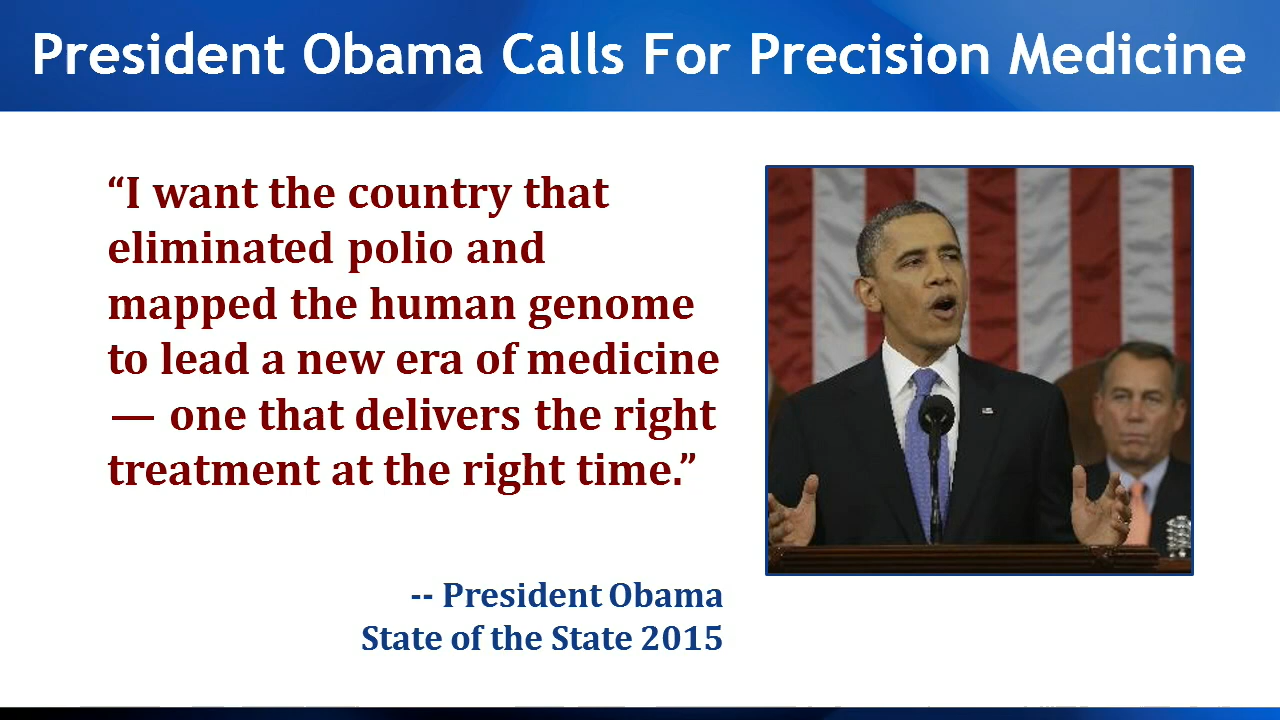 President Obama Calls For Precision Medicine
“I want the country that
eliminated polio and
mapped the human genome
to lead a new era of medicine
— one that delivers the right
treatment at the right time.”
-- President Obama
State of the State 2015